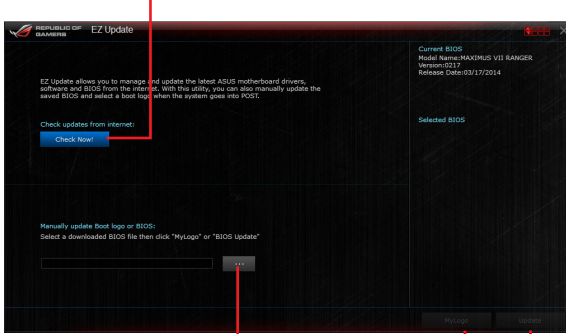 REPUBLIC OF
GAMERS
EZ Update
Current BIOS
Model Name:MAXIMUS VII RANGER
Version:0217
Release Date:03/17/2014
EZ Update allows you to manage and update the latest ASUS motherboard drivers,
software and BIOS from the internet. With this utility, you can also manually update the
saved BIOS and select a boot logo when the system goes into POST.
Check updates from internet:
Selected BIOS
Check Now!
Manually update Boot logo or BIOS:
Select a downloaded BIOS file then click "MyLogo" or "BIOS Update"
...
MyLogo
Update